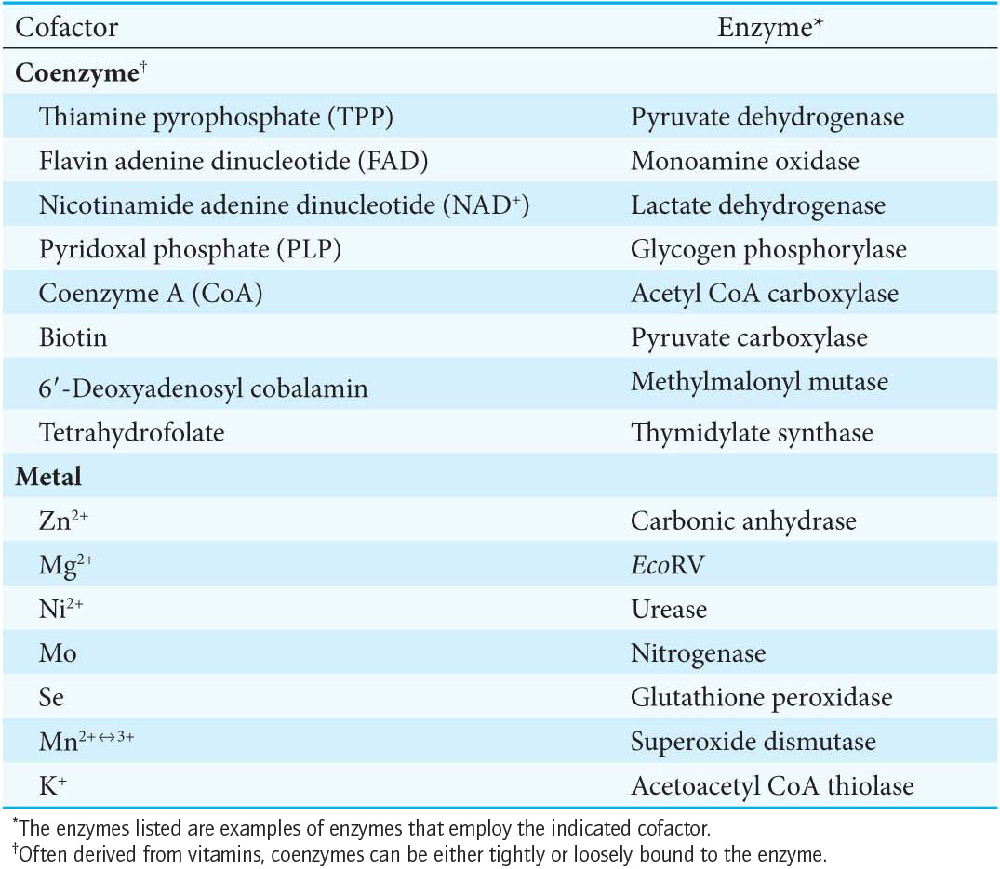 Cofactor Enzyme*
Coenzyme†
Thiamine pyrophosphate (TPP) Pyruvate dehydrogenase
Flavin adenine dinucleotide (FAD) Monoamine oxidase
Nicotinamide adenine dinucleotide (NAD⁺) Lactate dehydrogenase
Pyridoxal phosphate (PLP) Glycogen phosphorylase
Coenzyme A (CoA) Acetyl CoA carboxylase
Biotin Pyruvate carboxylase
6′-Deoxyadenosyl cobalamin Methylmalonyl mutase
Tetrahydrofolate Thymidylate synthase
Metal
Zn²⁺ Carbonic anhydrase
Mg²⁺ EcoRV
Ni²⁺ Urease
Mo Nitrogenase
Se Glutathione peroxidase
Mn²⁺↔³⁺ Superoxide dismutase
K⁺ Acetoacetyl CoA thiolase
*The enzymes listed are examples of enzymes that employ the indicated cofactor.
†Often derived from vitamins, coenzymes can be either tightly or loosely bound to the enzyme.